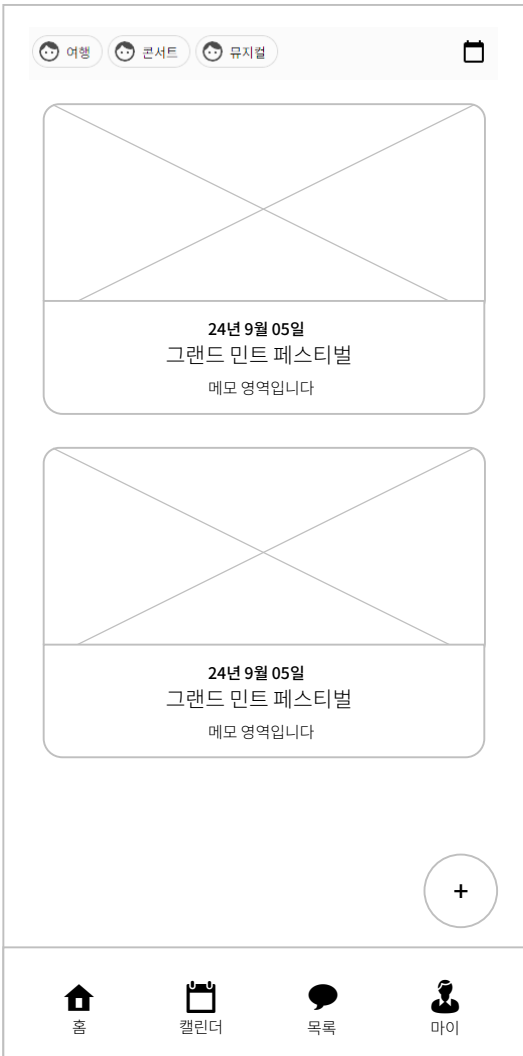 여행 콘서트 뮤지컬
24년 9월 05일
그랜드 민트 페스티벌
메모 영역입니다
24년 9월 05일
그랜드 민트 페스티벌
메모 영역입니다
+
홈 캘린더 목록 마이